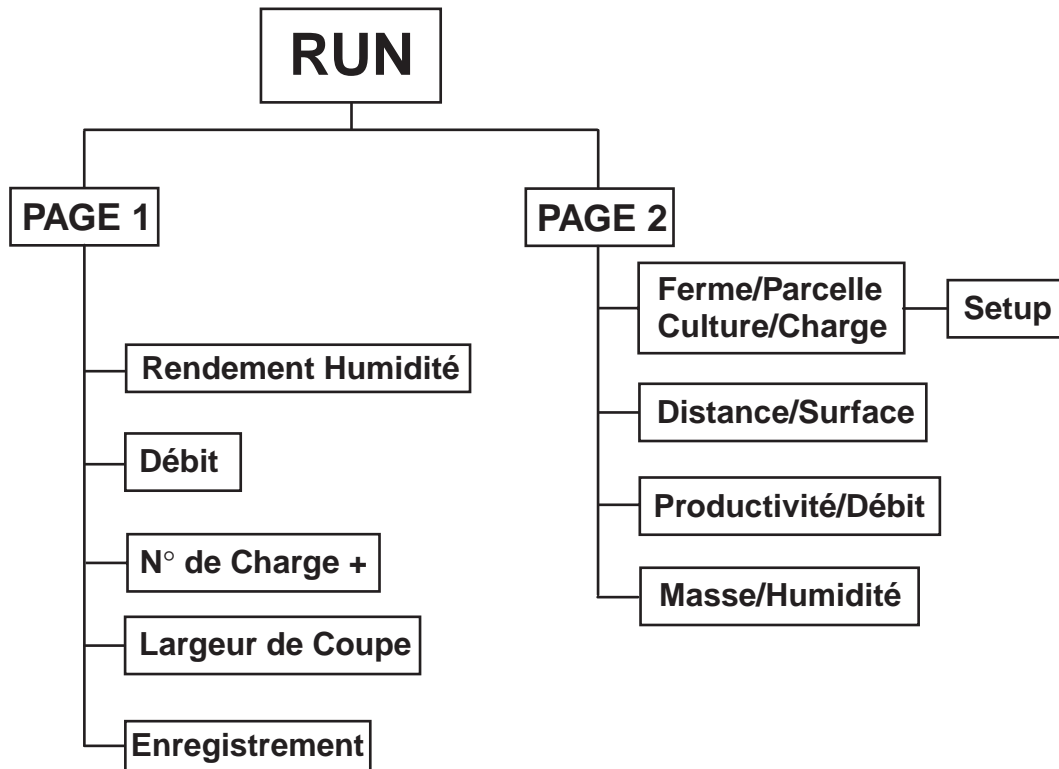 RUN
PAGE 1
Rendement Humidité
Débit
N° de Charge +
Largeur de Coupe
Enregistrement
PAGE 2
Ferme/Parcelle
Culture/Charge
Setup
Distance/Surface
Productivité/Débit
Masse/Humidité